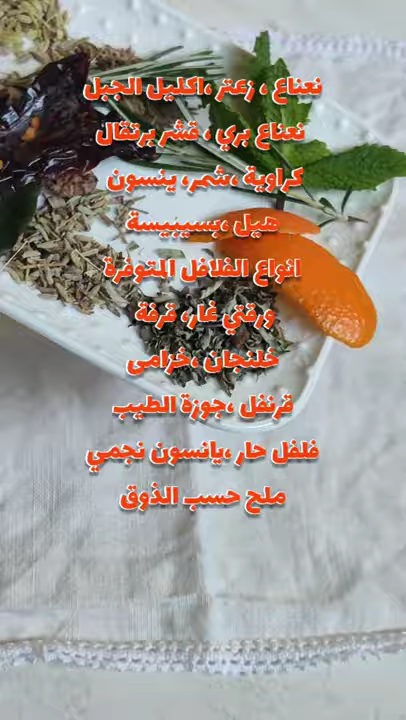 نعناع ، زعتر ،اكليل الجبل
نعناع بري ، قشر برتقال
كراوية ،شمر، ينسون
هيل ،بسيبيسة
انواع الفلافل المتوفرة
ورقتي غار، قرفة
خلنجان ،خزامى
قرنفل ،جوزة الطيب
فلفل حار ،يانسون نجمي
ملح حسب الذوق